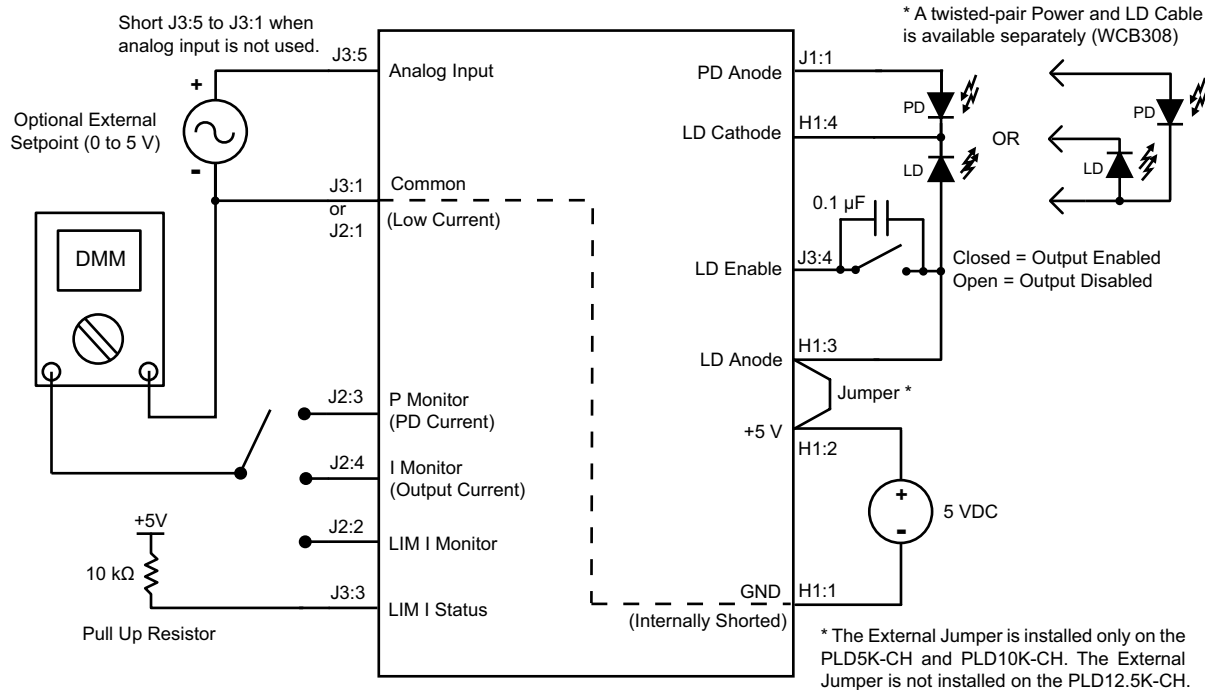 Short J3:5 to J3:1 when
analog input is not used.
* A twisted-pair Power and LD Cable
is available separately (WCB308)
J3:5
Analog Input
+
Optional External
Setpoint (0 to 5 V)
-
J3:1
or
J2:1
Common
(Low Current)
DMM
J2:3
P Monitor
(PD Current)
J2:4
I Monitor
(Output Current)
+5V
10 kΩ
J2:2
LIM I Monitor
J3:3
LIM I Status
Pull Up Resistor
PD Anode
J1:1
PD
LD Cathode
H1:4
LD
OR
PD
LD
0.1 µF
LD Enable
J3:4
Closed = Output Enabled
Open = Output Disabled
LD Anode
H1:3
Jumper *
+5 V
H1:2
+
-
5 VDC
GND
H1:1
(Internally Shorted)
* The External Jumper is installed only on the
PLD5K-CH and PLD10K-CH. The External
Jumper is not installed on the PLD12.5K-CH.